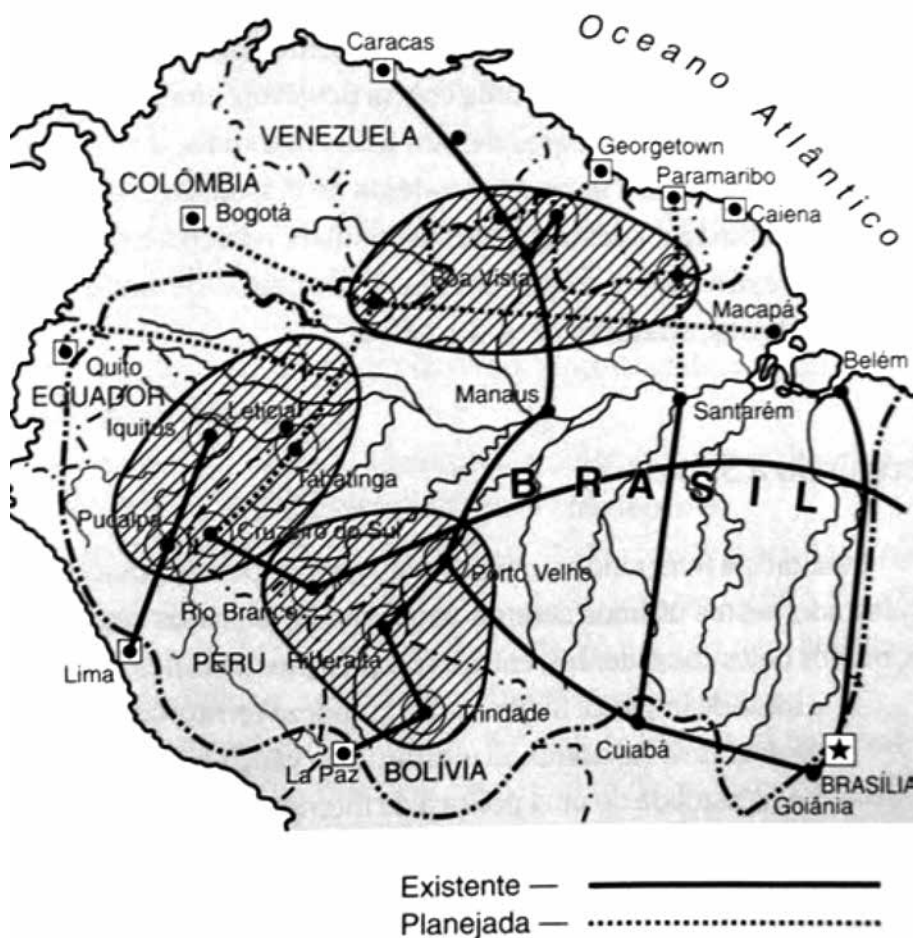 Oceano Atlântico
Caracas
VENEZUELA
Georgetown
COLÔMBIA
Paramaribo
Bogotá
Caiena
Boa Vista
Macapá
Quito
Belém
EQUADOR
Manaus
Santarém
Leticial
Iquitos
Tabatinga
BRASIL
Pucalpa
Cruzeiro do Sul
Porto Velho
Rio Branco
Lima
PERU
Riberalta
Trindade
Cuiabá
La Paz
BOLÍVIA
BRASÍLIA
Goiânia
Existente —
Planejada —